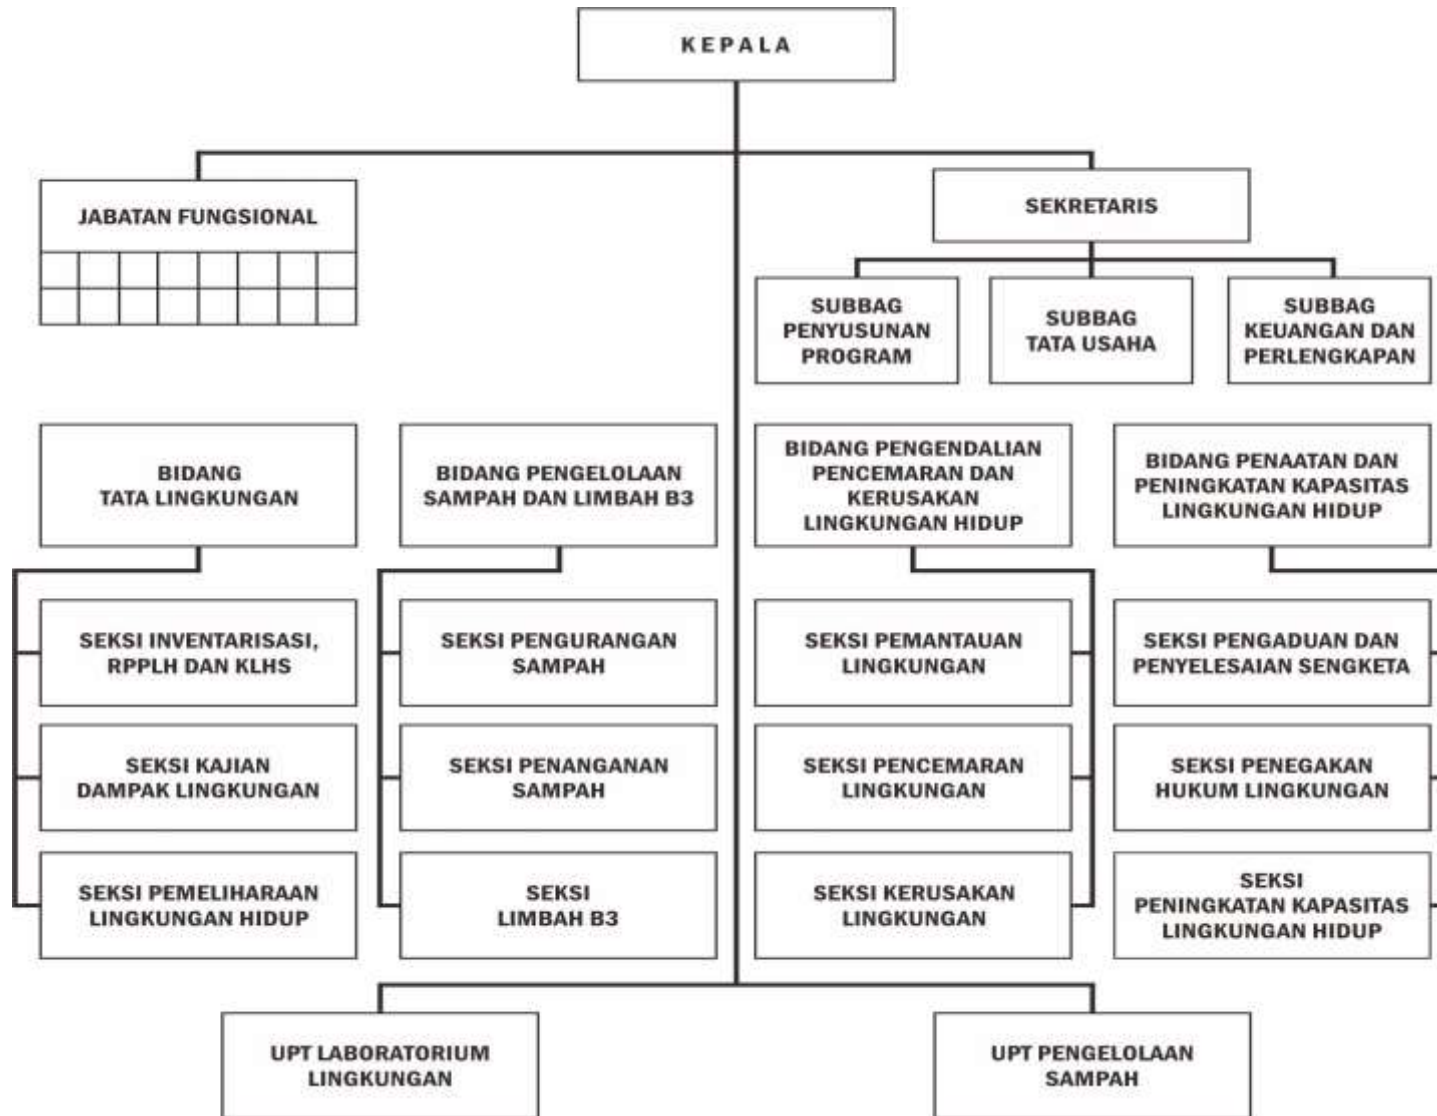 KEPALA
JABATAN FUNGSIONAL
SEKRETARIS
SUBBAG
PENYUSUNAN
PROGRAM
SUBBAG
TATA USAHA
SUBBAG
KEUANGAN DAN
PERLENGKAPAN
BIDANG
TATA LINGKUNGAN
BIDANG PENGELOLAAN
SAMPAH DAN LIMBAH B3
BIDANG PENGENDALIAN
PENCEMARAN DAN
KERUSAKAN
LINGKUNGAN HIDUP
BIDANG PENAATAN DAN
PENINGKATAN KAPASITAS
LINGKUNGAN HIDUP
SEKSI INVENTARISASI,
RPPLH DAN KLHS
SEKSI PENGURANGAN
SAMPAH
SEKSI PEMANTAUAN
LINGKUNGAN
SEKSI PENGADUAN DAN
PENYELESAIAN SENGKETA
SEKSI KAJIAN
DAMPAK LINGKUNGAN
SEKSI PENANGANAN
SAMPAH
SEKSI PENCEMARAN
LINGKUNGAN
SEKSI PENEGAKAN
HUKUM LINGKUNGAN
SEKSI PEMELIHARAAN
LINGKUNGAN HIDUP
SEKSI
LIMBAH B3
SEKSI KERUSAKAN
LINGKUNGAN
SEKSI
PENINGKATAN KAPASITAS
LINGKUNGAN HIDUP
UPT LABORATORIUM
LINGKUNGAN
UPT PENGELOLAAN
SAMPAH